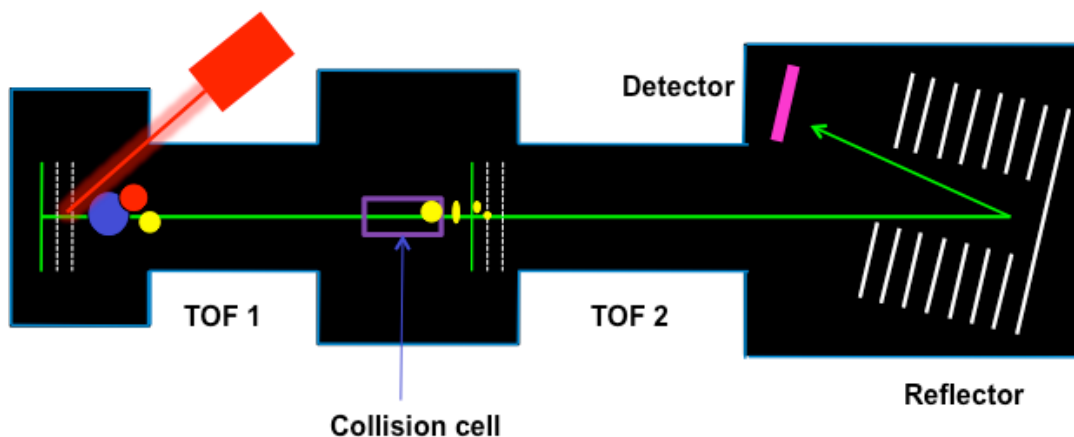 Detector
TOF 1
TOF 2
Reflector
Collision cell